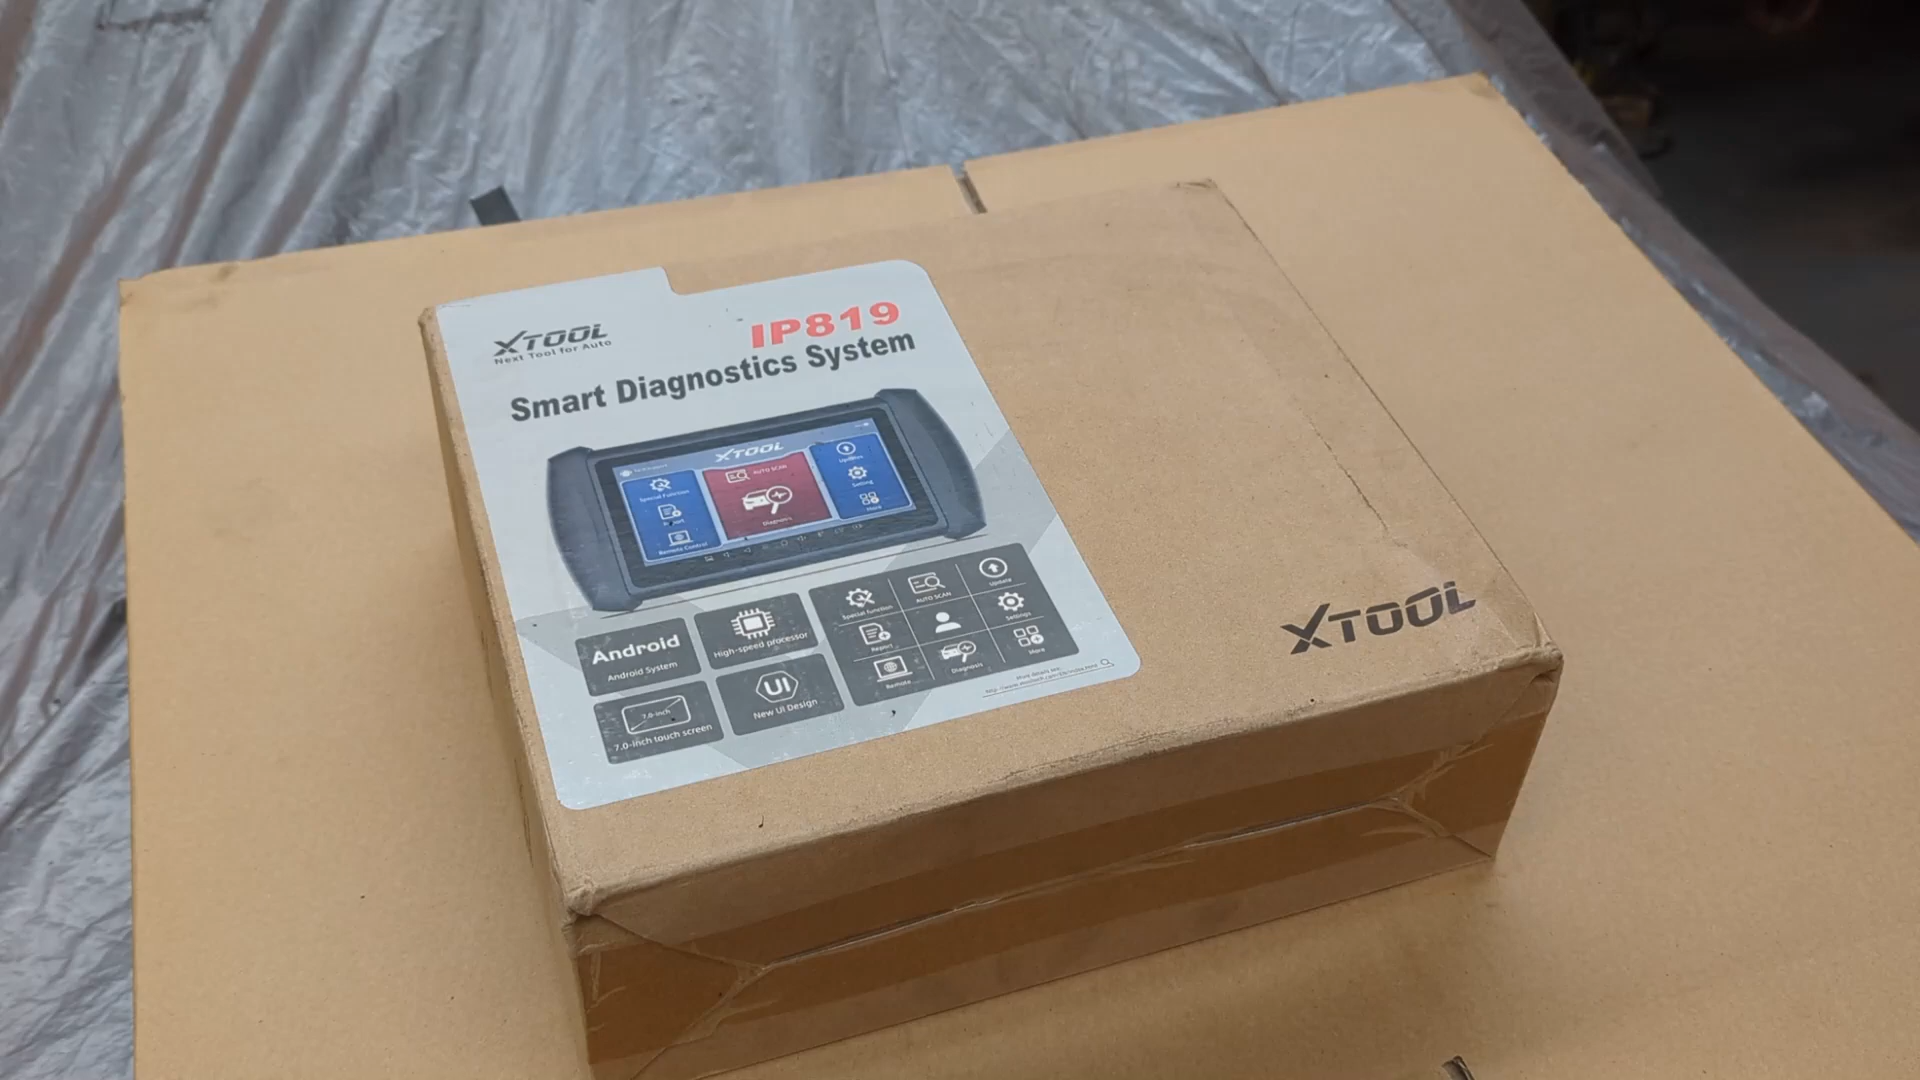 XTOOL
Next Tool for Auto
IP819
Smart Diagnostics System
XTOOL
AUTO SCAN
Updates
Special Function
Setting
Report
More
Diagnosis
Remote Control
Android
Android System
High-speed processor
7.0-inch
7.0-Inch touch screen
UI
New UI Design
Special function
AUTO SCAN
Update
Report
Settings
Remote
Diagnosis
More
XTOOL